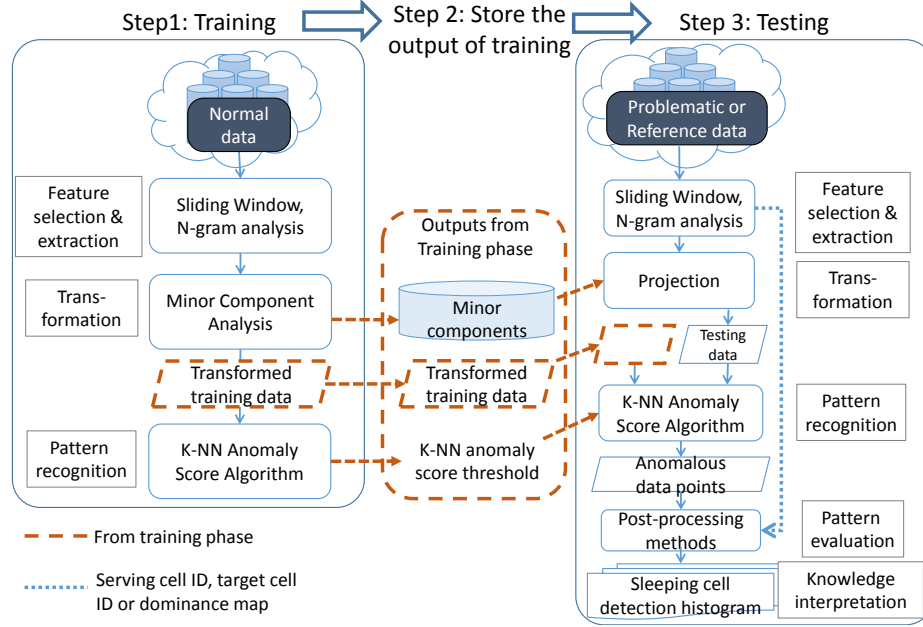 Step1: Training
Step 2: Store the
output of training
Step 3: Testing
Normal
data
Feature
selection &
extraction
Sliding Window,
N-gram analysis
Trans-
formation
Minor Component
Analysis
Transformed
training data
Pattern
recognition
K-NN Anomaly
Score Algorithm
Outputs from
Training phase
Minor
components
Transformed
training data
K-NN anomaly
score threshold
Problematic or
Reference data
Sliding Window,
N-gram analysis
Feature
selection &
extraction
Projection
Trans-
formation
Testing
data
K-NN Anomaly
Score Algorithm
Pattern
recognition
Anomalous
data points
Post-processing
methods
Pattern
evaluation
Sleeping cell
detection histogram
Knowledge
interpretation
From training phase
Serving cell ID, target cell
ID or dominance map